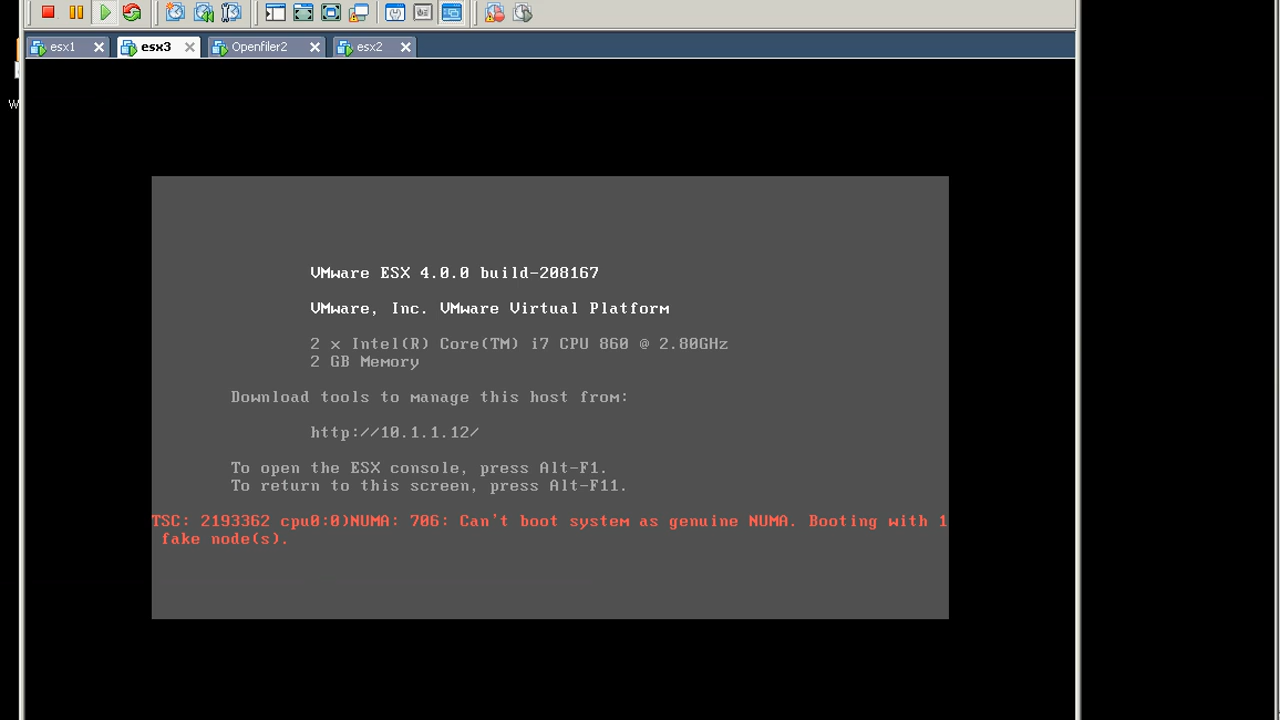 esx1
esx3
Openfiler2
esx2
W
VMware ESX 4.0.0 build-208167
VMware, Inc. VMware Virtual Platform
2 x Intel(R) Core(TM) i7 CPU 860 @ 2.80GHz
2 GB Memory
Download tools to manage this host from:
http://10.1.1.12/
To open the ESX console, press Alt-F1.
To return to this screen, press Alt-F11.
TSC: 2193362 cpu0:0)NUMA: 706: Can't boot system as genuine NUMA. Booting with 1
fake node(s).